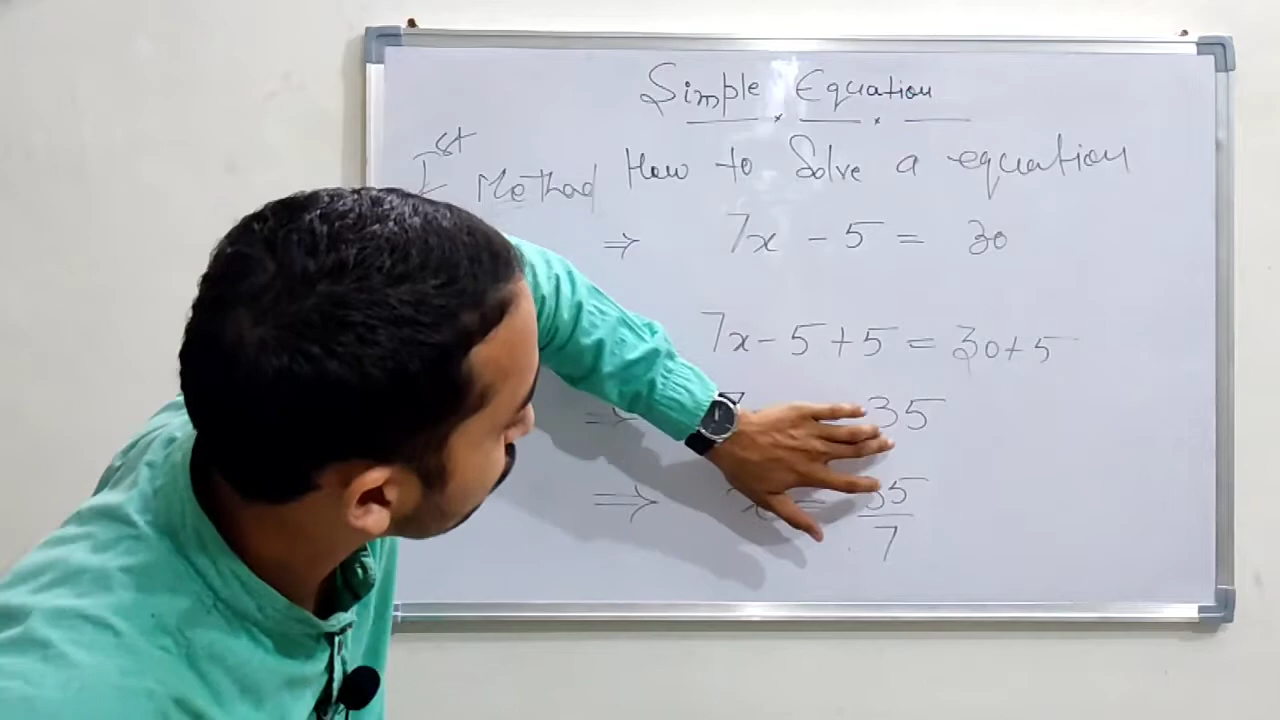 Simple Equation
Ist Method How to Solve a equation
⇒ 7x - 5 = 30
7x - 5 + 5 = 30 + 5
⇒ 7 35
⇒ x = 35/7